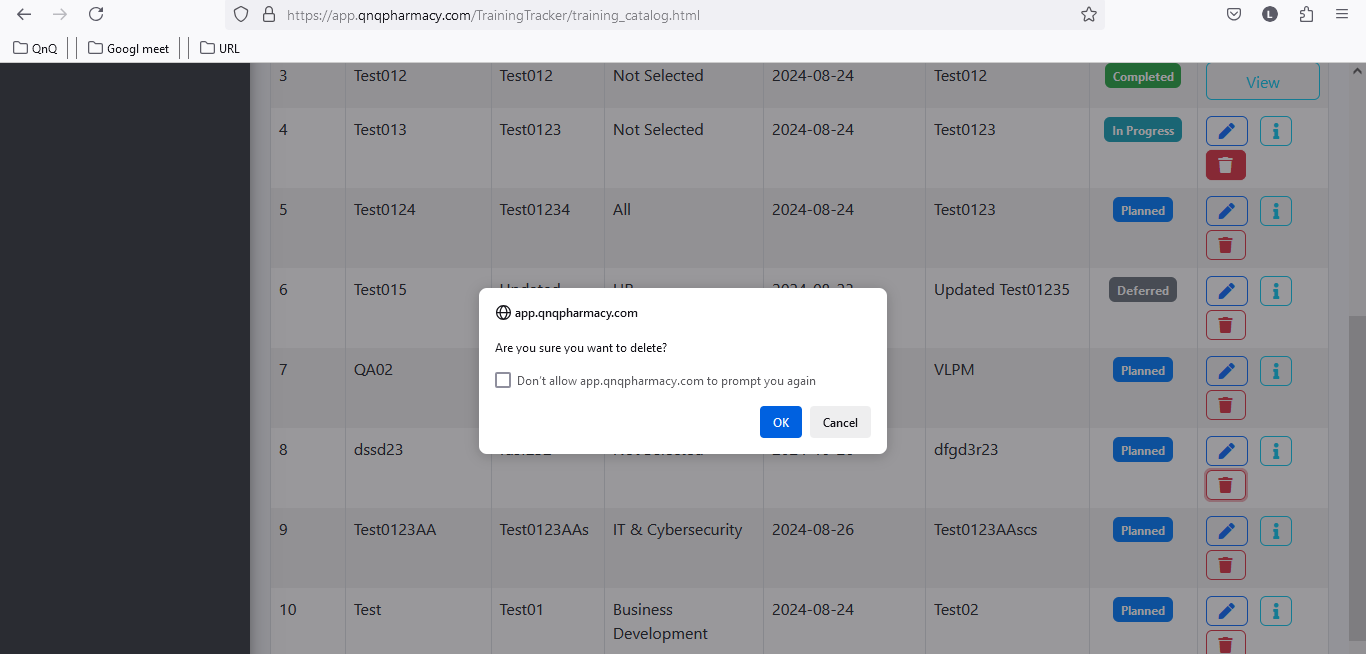 https://app.qnqpharmacy.com/TrainingTracker/training_catalog.html
L
QnQ
Googl meet
URL
3 Test012 Test012 Not Selected 2024-08-24 Test012 Completed View
4 Test013 Test0123 Not Selected 2024-08-24 Test0123 In Progress
5 Test0124 Test01234 All 2024-08-24 Test0123 Planned
6 Test015 Updated HR Updated Test01235 Deferred
app.qnqpharmacy.com
Are you sure you want to delete?
Don't allow app.qnqpharmacy.com to prompt you again
OK Cancel
7 QA02 VLPM Planned
8 dssd23 dfgd3r23 Planned
9 Test0123AA Test0123AAs IT & Cybersecurity 2024-08-26 Test0123AAscs Planned
10 Test Test01 Business 2024-08-24 Test02 Planned
Development